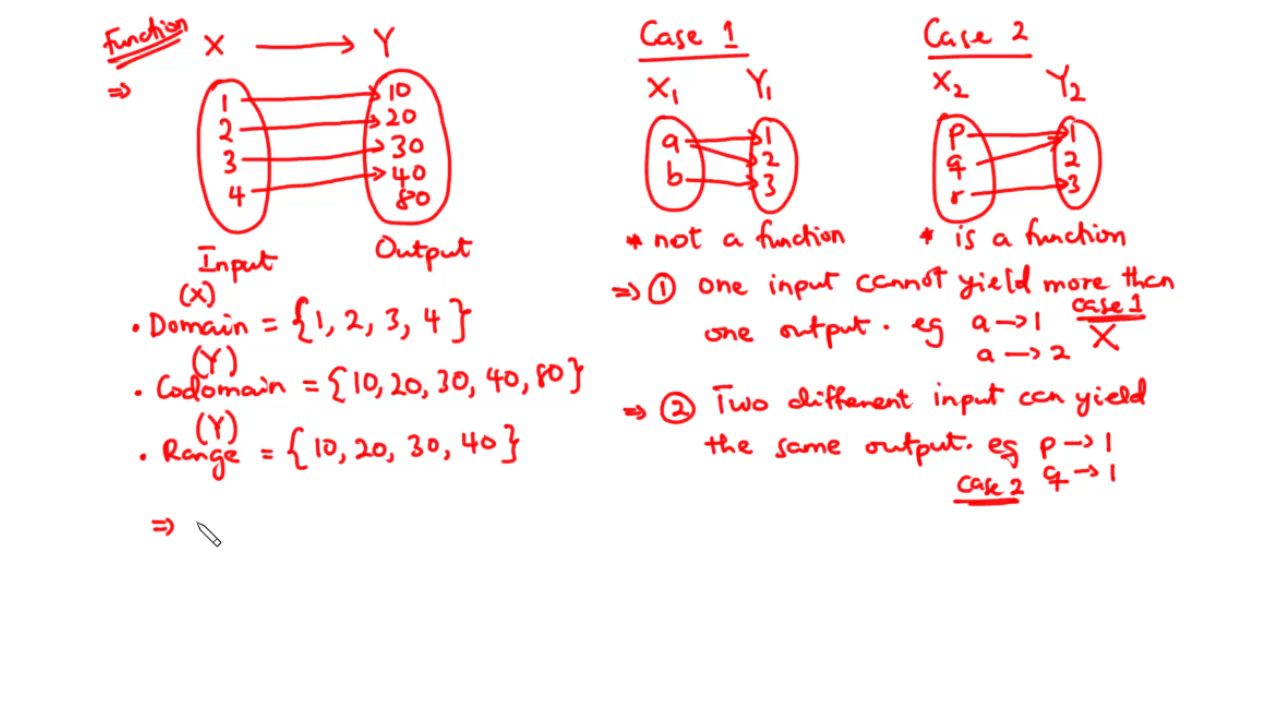 Function
X → Y
⇒
1 10
2 20
3 30
4 40
80
Input Output
(X)
• Domain = {1, 2, 3, 4}
(Y)
• Codomain = {10, 20, 30, 40, 80}
(Y)
• Range = {10, 20, 30, 40}
⇒
Case 1
X₁ Y₁
a 1
2
b 3
* not a function
Case 2
X₂ Y₂
p 1
q 2
r 3
* is a function
⇒ ① one input cannot yield more than
one output. eg a → 1 case 1
a → 2 X
⇒ ② Two different input can yield
the same output. eg p → 1
case 2 q → 1